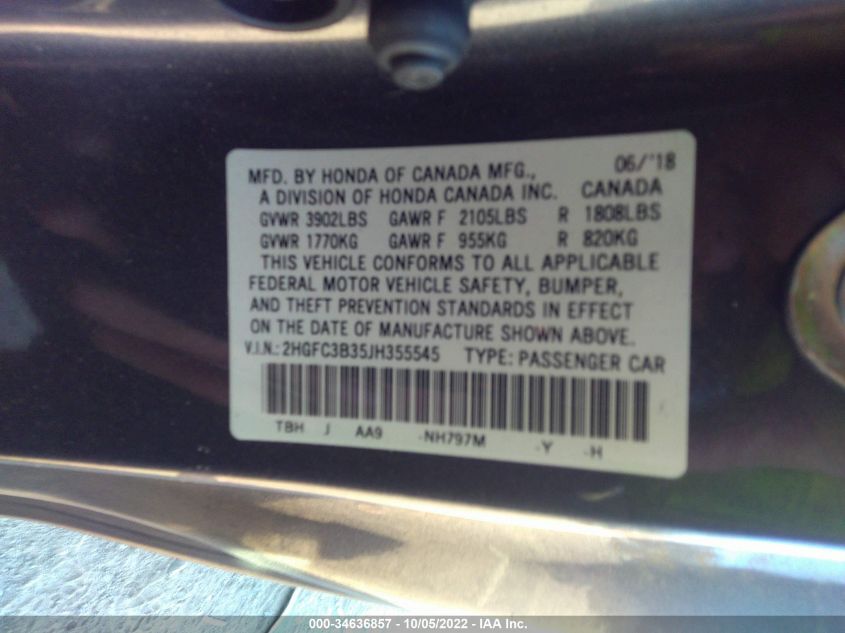 MFD. BY HONDA OF CANADA MFG., 06/'18
A DIVISION OF HONDA CANADA INC. CANADA
GVWR 3902LBS GAWR F 2105LBS R 1808LBS
GVWR 1770KG GAWR F 955KG R 820KG
THIS VEHICLE CONFORMS TO ALL APPLICABLE
FEDERAL MOTOR VEHICLE SAFETY, BUMPER,
AND THEFT PREVENTION STANDARDS IN EFFECT
ON THE DATE OF MANUFACTURE SHOWN ABOVE.
V.I.N.: 2HGFC3B35JH355545 TYPE: PASSENGER CAR
TBH J AA9 -NH797M -Y -H
000-34636857 - 10/05/2022 - IAA Inc.